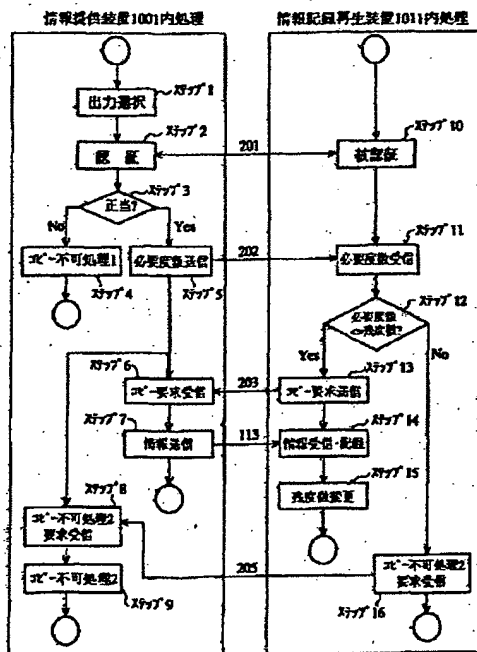 情報提供装置1001内処理
情報記録再生装置1011内処理
ステップ1
出力選択
ステップ2
認 証
201
ステップ10
被認証
ステップ3
正当?
No
Yes
コピー不可処理1
ステップ4
必要度数送信
ステップ5
202
ステップ11
必要度数受信
ステップ12
必要度数
<残度数?
Yes
No
ステップ6
コピー要求受信
203
ステップ13
コピー要求送信
ステップ7
情報送信
113
ステップ14
情報受信・記録
ステップ15
残度数変更
ステップ8
コピー不可処理2
要求受信
205
コピー不可処理2
要求受信
ステップ16
コピー不可処理2
ステップ9